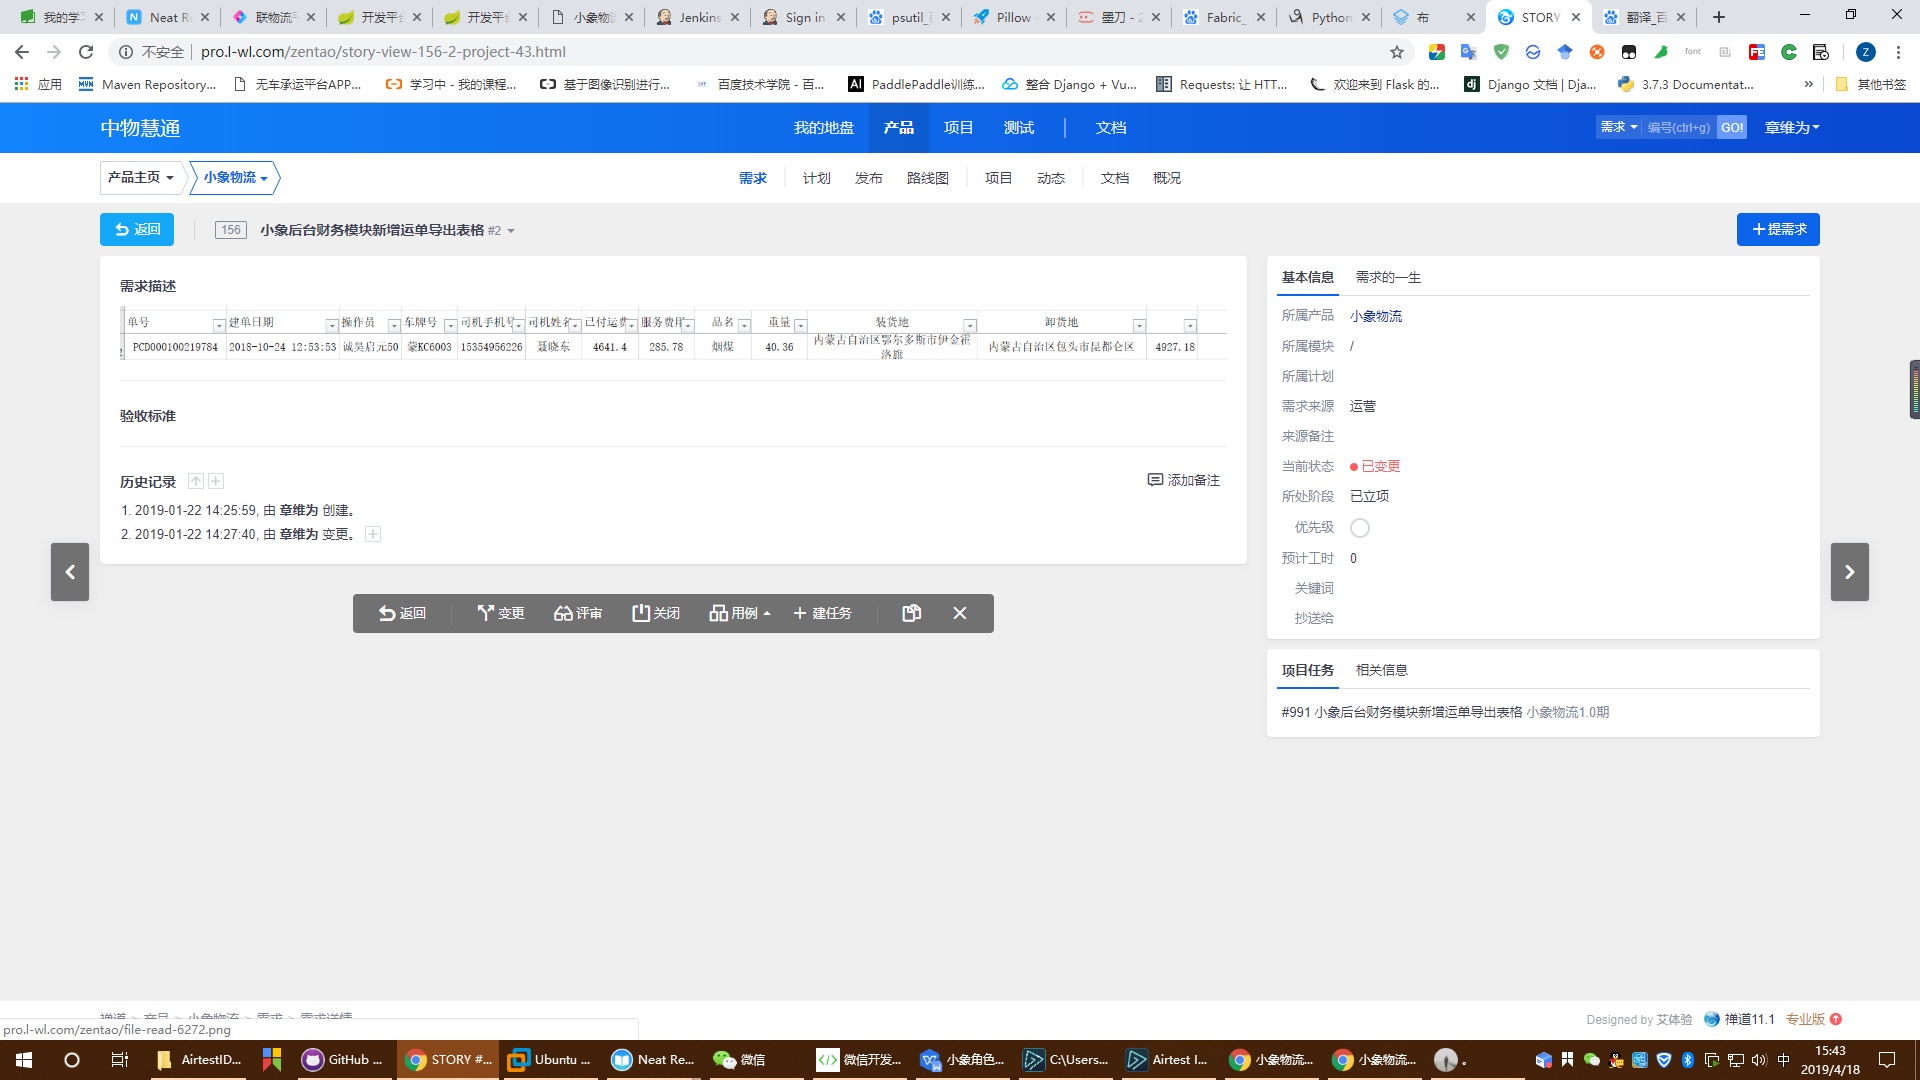 我的学
Neat R
联物流
开发平台
开发平台
小象物流
Jenkins
Sign in
psutil_
Pillow
墨刀 - 2
Fabric_
Python
布
STORY
翻译_百
不安全
pro.l-wl.com/zentao/story-view-156-2-project-43.html
应用
Maven Repository...
无车承运平台APP...
学习中 - 我的课程...
基于图像识别进行...
百度技术学院 - 百...
PaddlePaddle训练...
整合 Django + Vu...
Requests: 让 HTT...
欢迎来到 Flask 的...
Django 文档 | Dja...
3.7.3 Documentat...
»
其他书签
中物慧通
我的地盘
产品
项目
测试
文档
需求
编号(ctrl+g)
GO!
章维为
产品主页
小象物流
需求
计划
发布
路线图
项目
动态
文档
概况
返回
156
小象后台财务模块新增运单导出表格 #2
提需求
需求描述
单号 建单日期 操作员 车牌号 司机手机号 司机姓名 已付运费 服务费用 品名 重量 装货地 卸货地
PCD000100219784 2018-10-24 12:53:53 诚昊启元50 蒙KC6003 15354956226 聂晓东 4641.4 285.78 烟煤 40.36 内蒙古自治区鄂尔多斯市伊金霍洛旗 内蒙古自治区包头市昆都仑区 4927.18
验收标准
历史记录
添加备注
1. 2019-01-22 14:25:59, 由 章维为 创建。
2. 2019-01-22 14:27:40, 由 章维为 变更。
返回
变更
评审
关闭
用例
建任务
基本信息
需求的一生
所属产品 小象物流
所属模块 /
所属计划
需求来源 运营
来源备注
当前状态 已变更
所处阶段 已立项
优先级
预计工时 0
关键词
抄送给
项目任务
相关信息
#991 小象后台财务模块新增运单导出表格 小象物流1.0期
禅道 > 产品 > 小象物流 > 需求 > 需求详情
pro.l-wl.com/zentao/file-read-6272.png
Designed by 艾体验
禅道11.1
专业版
AirtestID...
GitHub ...
STORY #...
Ubuntu ...
Neat Re...
微信
微信开发...
小象角色...
C:\Users...
Airtest I...
小象物流...
小象物流...
中
15:43
2019/4/18